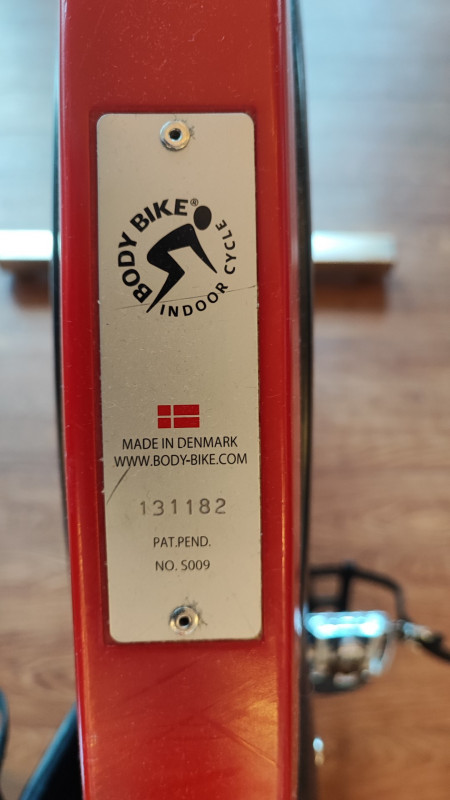 BODY BIKE®
INDOOR CYCLE
MADE IN DENMARK
WWW.BODY-BIKE.COM
131182
PAT.PEND.
NO. S009